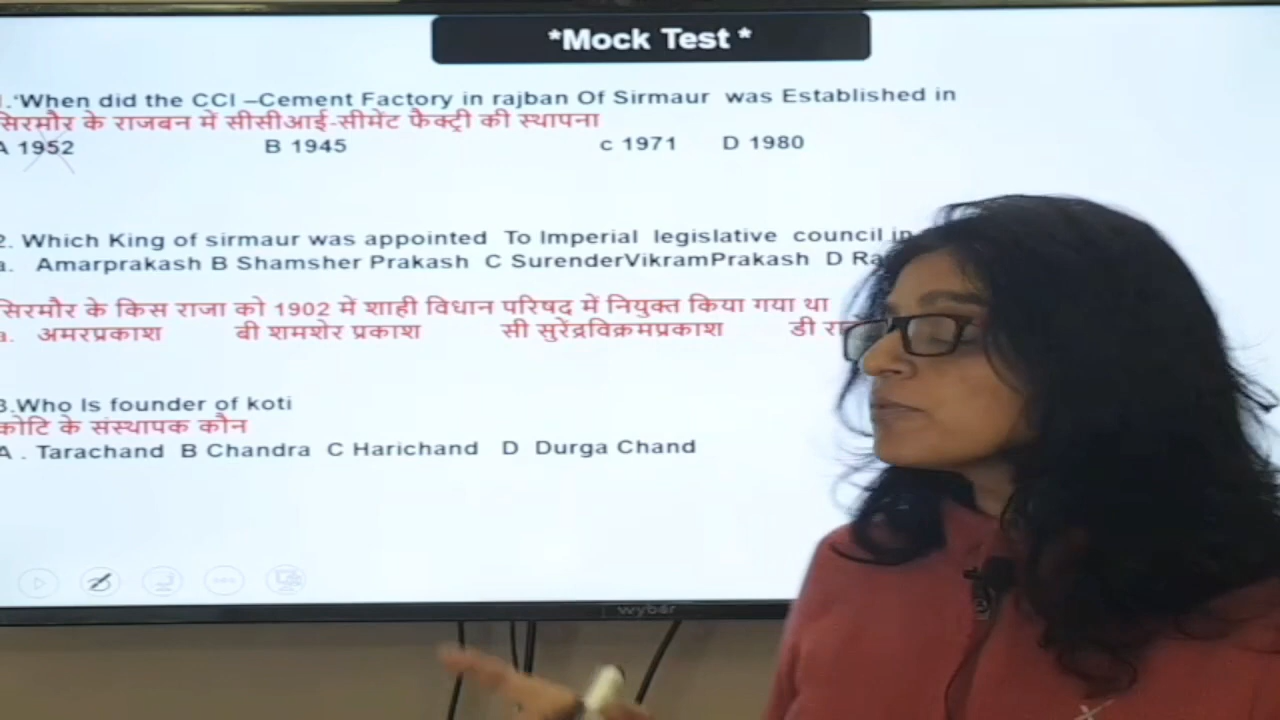 *Mock Test *
1.'When did the CCI –Cement Factory in rajban Of Sirmaur was Established in
सिरमौर के राजबन में सीसीआई-सीमेंट फैक्ट्री की स्थापना
A 1952 B 1945 c 1971 D 1980
2. Which King of sirmaur was appointed To Imperial legislative council in
a. Amarprakash B Shamsher Prakash C SurenderVikramPrakash D
सिरमौर के किस राजा को 1902 में शाही विधान परिषद में नियुक्त किया गया था
a. अमरप्रकाश बी शमशेर प्रकाश सी सुरेंद्रविक्रमप्रकाश डी
3.Who Is founder of koti
कोटि के संस्थापक कौन
A . Tarachand B Chandra C Harichand D Durga Chand
wybor